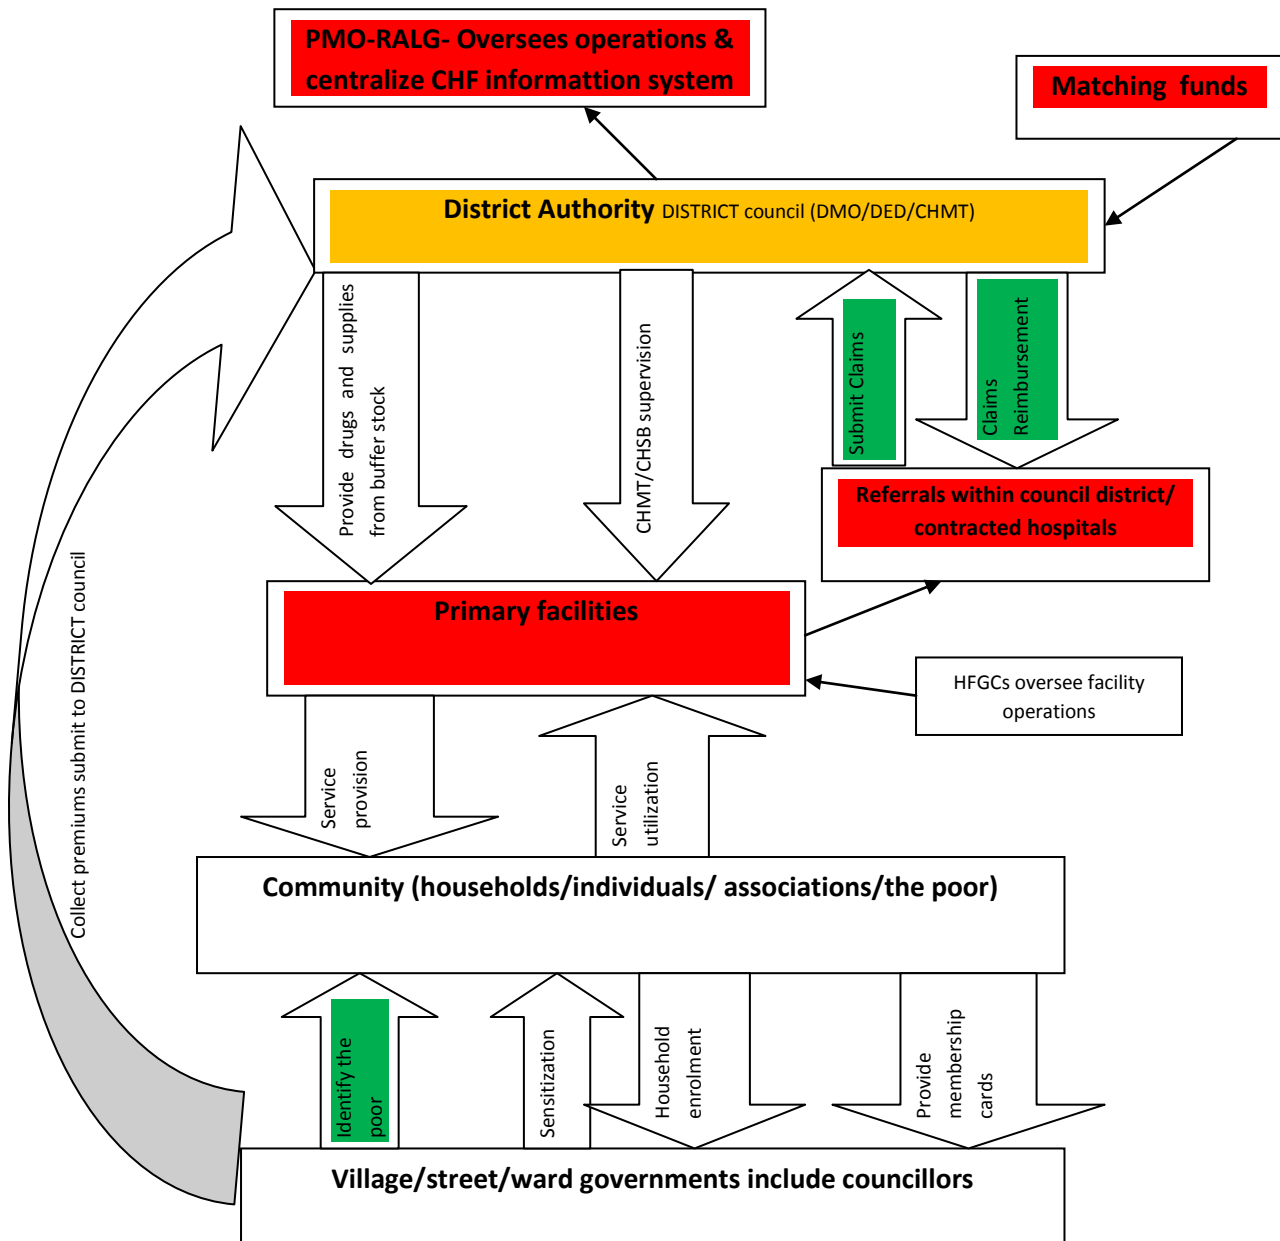 PMO-RALG- Oversees operations &
centralize CHF informattion system
Matching funds
District Authority DISTRICT council (DMO/DED/CHMT)
Provide drugs and supplies
from buffer stock
CHMT/CHSB supervision
Submit Claims
Claims
Reimbursement
Referrals within council district/
contracted hospitals
Collect premiums submit to DISTRICT council
Primary facilities
HFGCs oversee facility
operations
Service
provision
Service
utilization
Community (households/individuals/ associations/the poor)
Identify the
poor
Sensitization
Household
enrolment
Provide
membership
cards
Village/street/ward governments include councillors